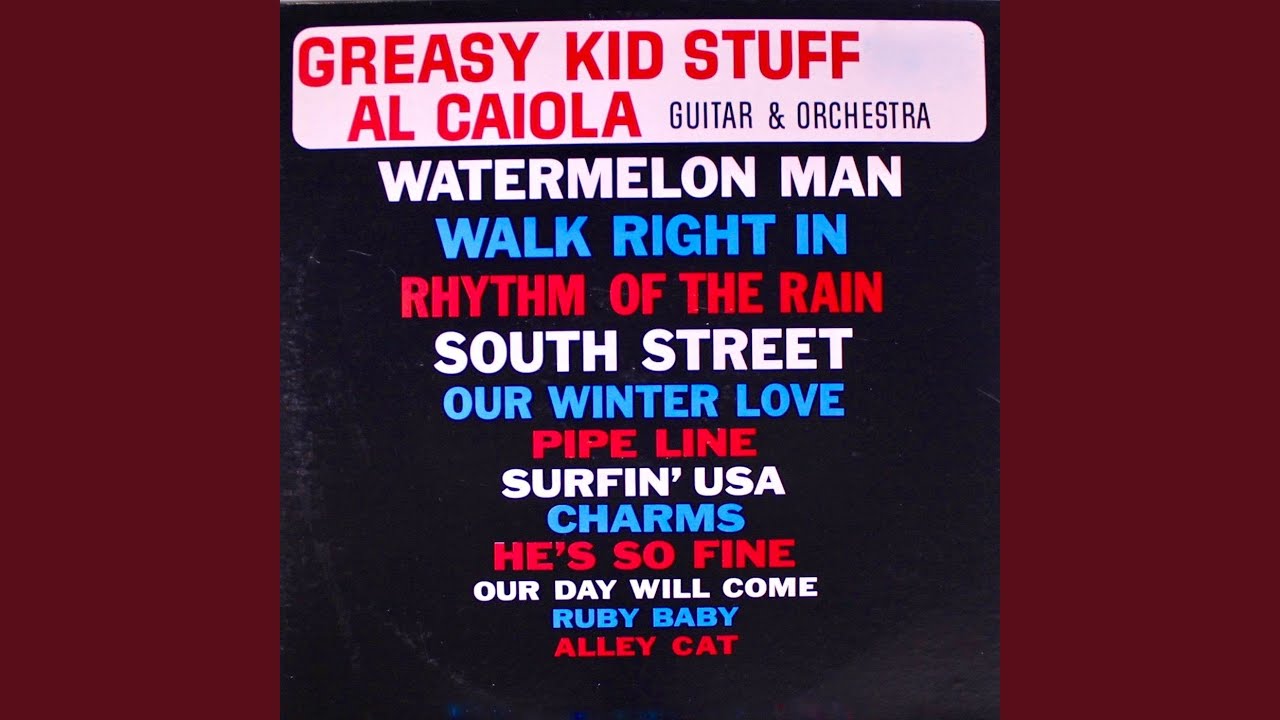 GREASY KID STUFF
AL CAIOLA GUITAR & ORCHESTRA
WATERMELON MAN
WALK RIGHT IN
RHYTHM OF THE RAIN
SOUTH STREET
OUR WINTER LOVE
PIPE LINE
SURFIN' USA
CHARMS
HE'S SO FINE
OUR DAY WILL COME
RUBY BABY
ALLEY CAT